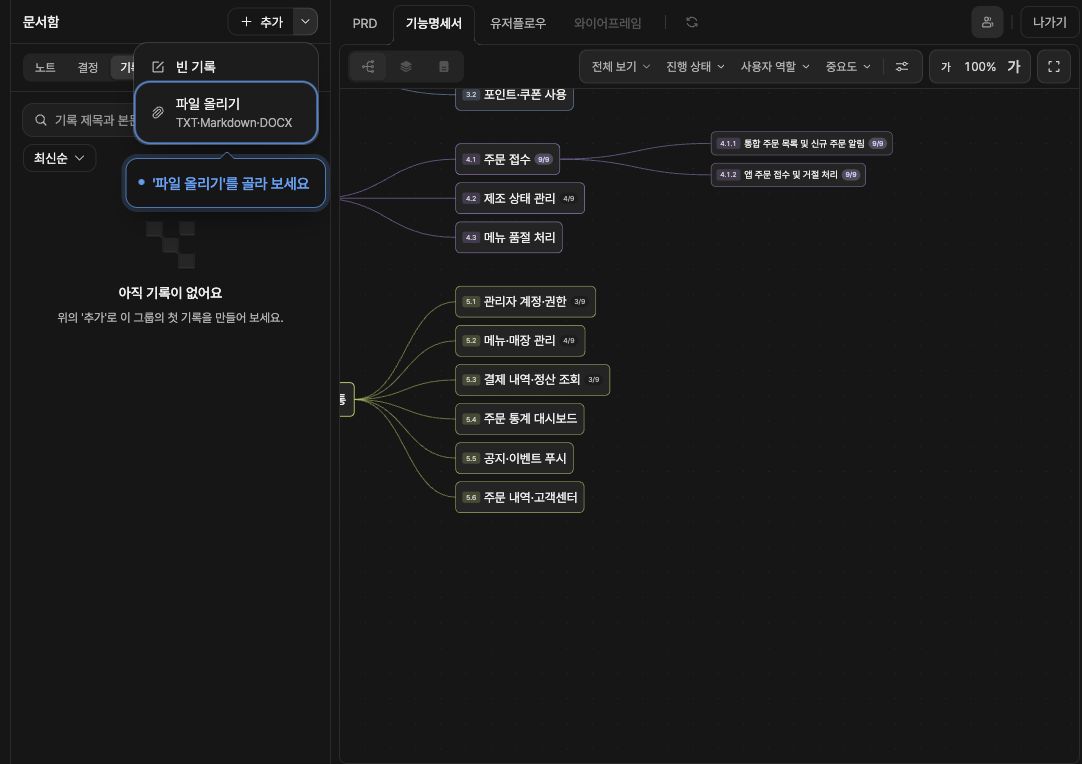 문서함
추가
PRD
기능명세서
유저플로우
와이어프레임
나가기
노트
결정
빈 기록
파일 올리기
TXT·Markdown·DOCX
기록 제목과 본문
최신순
'파일 올리기'를 골라 보세요
아직 기록이 없어요
위의 '추가'로 이 그룹의 첫 기록을 만들어 보세요.
전체 보기
진행 상태
사용자 역할
중요도
가 100% 가
3.2 포인트·쿠폰 사용
4.1 주문 접수 9/9
4.1.1 통합 주문 목록 및 신규 주문 알림 9/9
4.1.2 앱 주문 접수 및 거절 처리 9/9
4.2 제조 상태 관리 4/9
4.3 메뉴 품절 처리
5.1 관리자 계정·권한 3/9
5.2 메뉴·매장 관리 4/9
5.3 결제 내역·정산 조회 3/9
통
5.4 주문 통계 대시보드
5.5 공지·이벤트 푸시
5.6 주문 내역·고객센터